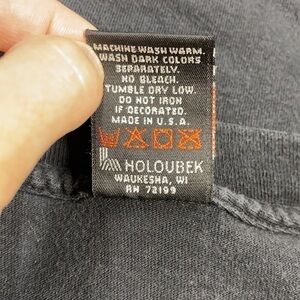 MACHINE WASH WARM.
WASH DARK COLORS
SEPARATELY.
NO BLEACH.
TUMBLE DRY LOW.
DO NOT IRON
IF DECORATED.
MADE IN U.S.A.
HOLOUBEK
WAUKESHA, WI
RN 72199